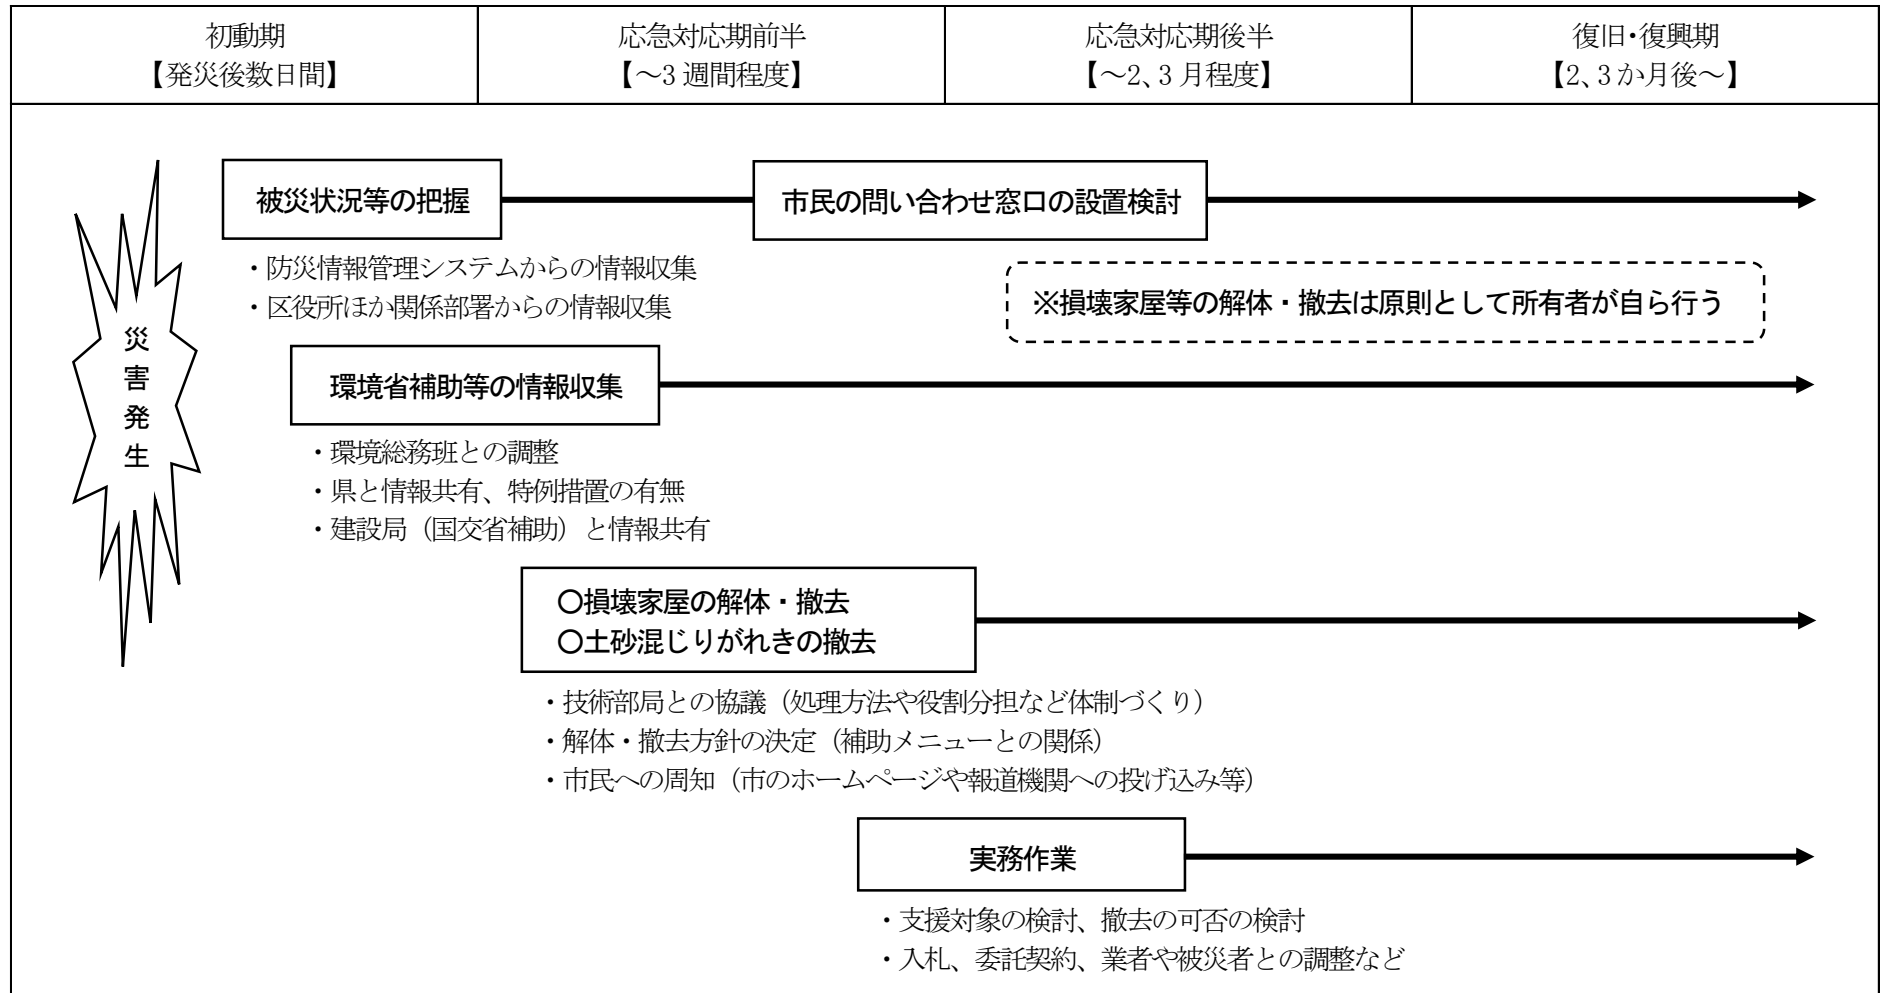 初動期
【発災後数日間】
応急対応期前半
【～3週間程度】
応急対応期後半
【～2、3月程度】
復旧・復興期
【2、3か月後～】
災害発生
被災状況等の把握
市民の問い合わせ窓口の設置検討
・防災情報管理システムからの情報収集
・区役所ほか関係部署からの情報収集
※損壊家屋等の解体・撤去は原則として所有者が自ら行う
環境省補助等の情報収集
・環境総務班との調整
・県と情報共有、特例措置の有無
・建設局（国交省補助）と情報共有
〇損壊家屋の解体・撤去
〇土砂混じりがれきの撤去
・技術部局との協議（処理方法や役割分担など体制づくり）
・解体・撤去方針の決定（補助メニューとの関係）
・市民への周知（市のホームページや報道機関への投げ込み等）
実務作業
・支援対象の検討、撤去の可否の検討
・入札、委託契約、業者や被災者との調整など